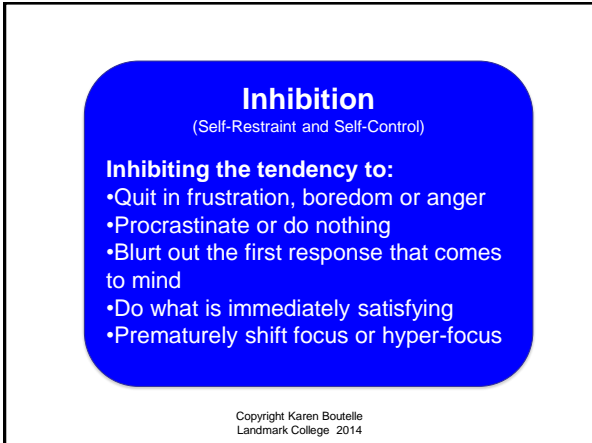 Inhibition
(Self-Restraint and Self-Control)
Inhibiting the tendency to:
•Quit in frustration, boredom or anger
•Procrastinate or do nothing
•Blurt out the first response that comes
to mind
•Do what is immediately satisfying
•Prematurely shift focus or hyper-focus
Copyright Karen Boutelle
Landmark College 2014